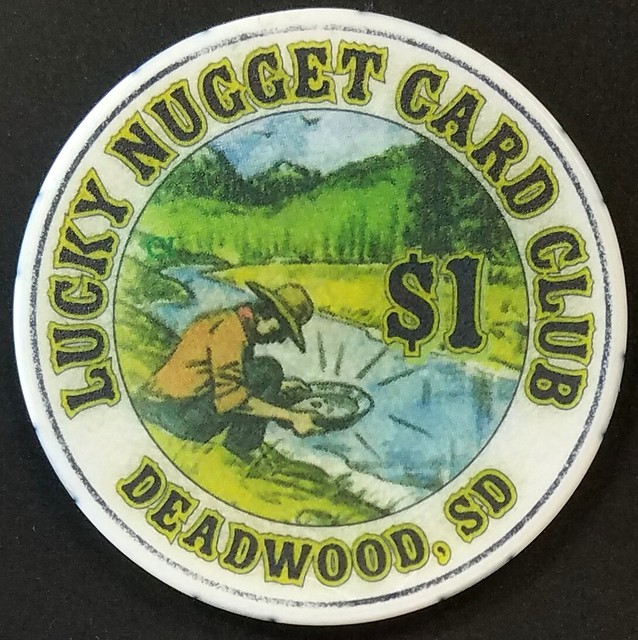 LUCKY NUGGET CARD CLUB
$1
DEADWOOD, SD